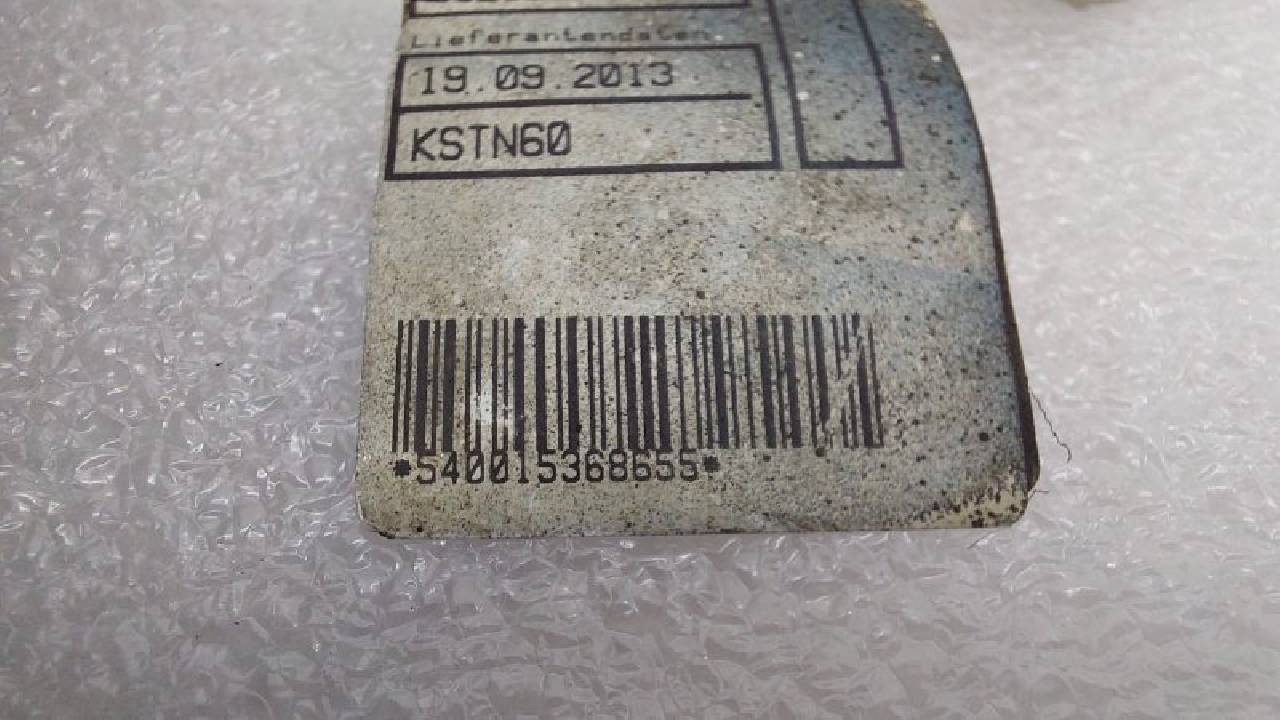 Lieferantendaten
19.09.2013
KSTN60
*540015368655*